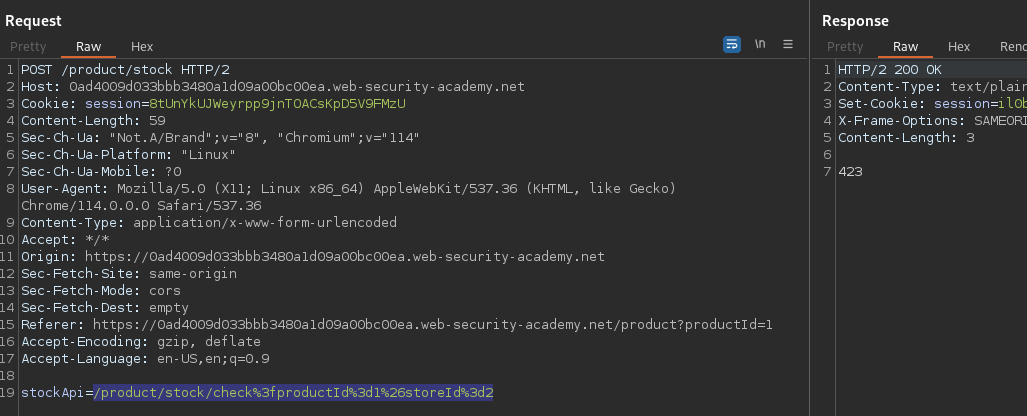 Request
Pretty Raw Hex \n
1 POST /product/stock HTTP/2
2 Host: 0ad4009d033bbb3480a1d09a00bc00ea.web-security-academy.net
3 Cookie: session=8tUnYkUJWeyrpp9jnTOACsKpD5V9FMzU
4 Content-Length: 59
5 Sec-Ch-Ua: "Not.A/Brand";v="8", "Chromium";v="114"
6 Sec-Ch-Ua-Platform: "Linux"
7 Sec-Ch-Ua-Mobile: ?0
8 User-Agent: Mozilla/5.0 (X11; Linux x86_64) AppleWebKit/537.36 (KHTML, like Gecko)
Chrome/114.0.0.0 Safari/537.36
9 Content-Type: application/x-www-form-urlencoded
10 Accept: */*
11 Origin: https://0ad4009d033bbb3480a1d09a00bc00ea.web-security-academy.net
12 Sec-Fetch-Site: same-origin
13 Sec-Fetch-Mode: cors
14 Sec-Fetch-Dest: empty
15 Referer: https://0ad4009d033bbb3480a1d09a00bc00ea.web-security-academy.net/product?productId=1
16 Accept-Encoding: gzip, deflate
17 Accept-Language: en-US,en;q=0.9
18
19 stockApi=/product/stock/check%3fproductId%3d1%26storeId%3d2
Response
Pretty Raw Hex Ren
1 HTTP/2 200 OK
2 Content-Type: text/plain
3 Set-Cookie: session=il0b
4 X-Frame-Options: SAMEORI
5 Content-Length: 3
6
7 423